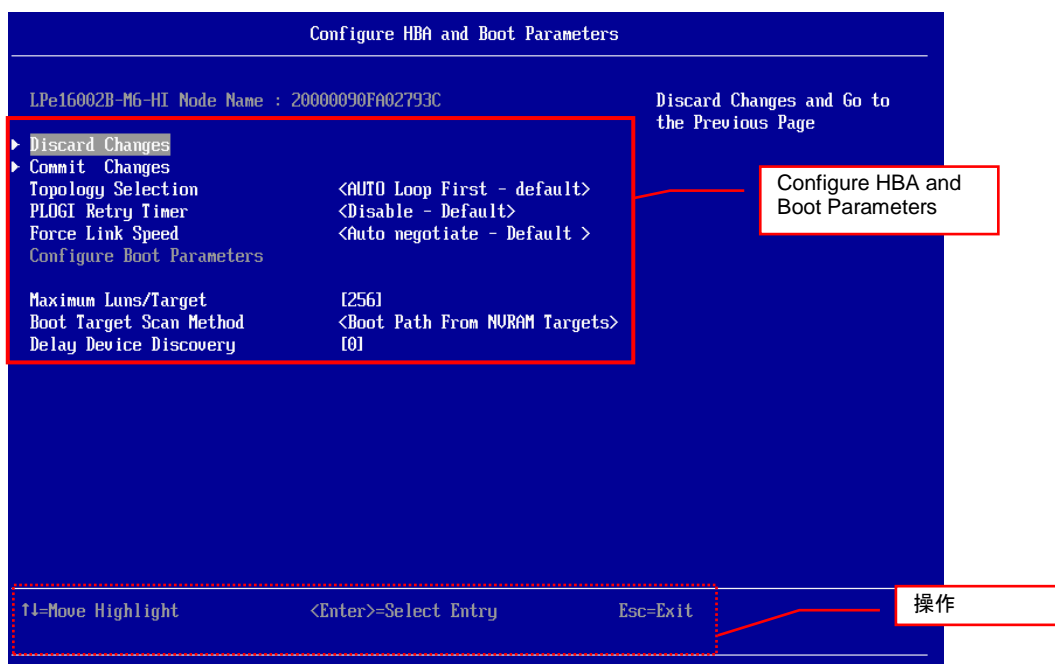 Configure HBA and Boot Parameters
LPe16002B-M6-HI Node Name : 20000090FA02793C
Discard Changes and Go to
the Previous Page
Discard Changes
Commit Changes
Topology Selection <AUTO Loop First - default>
PLOGI Retry Timer <Disable - Default>
Force Link Speed <Auto negotiate - Default >
Configure Boot Parameters
Maximum Luns/Target [256]
Boot Target Scan Method <Boot Path From NVRAM Targets>
Delay Device Discovery [0]
Configure HBA and
Boot Parameters
↑↓=Move Highlight <Enter>=Select Entry Esc=Exit
操作